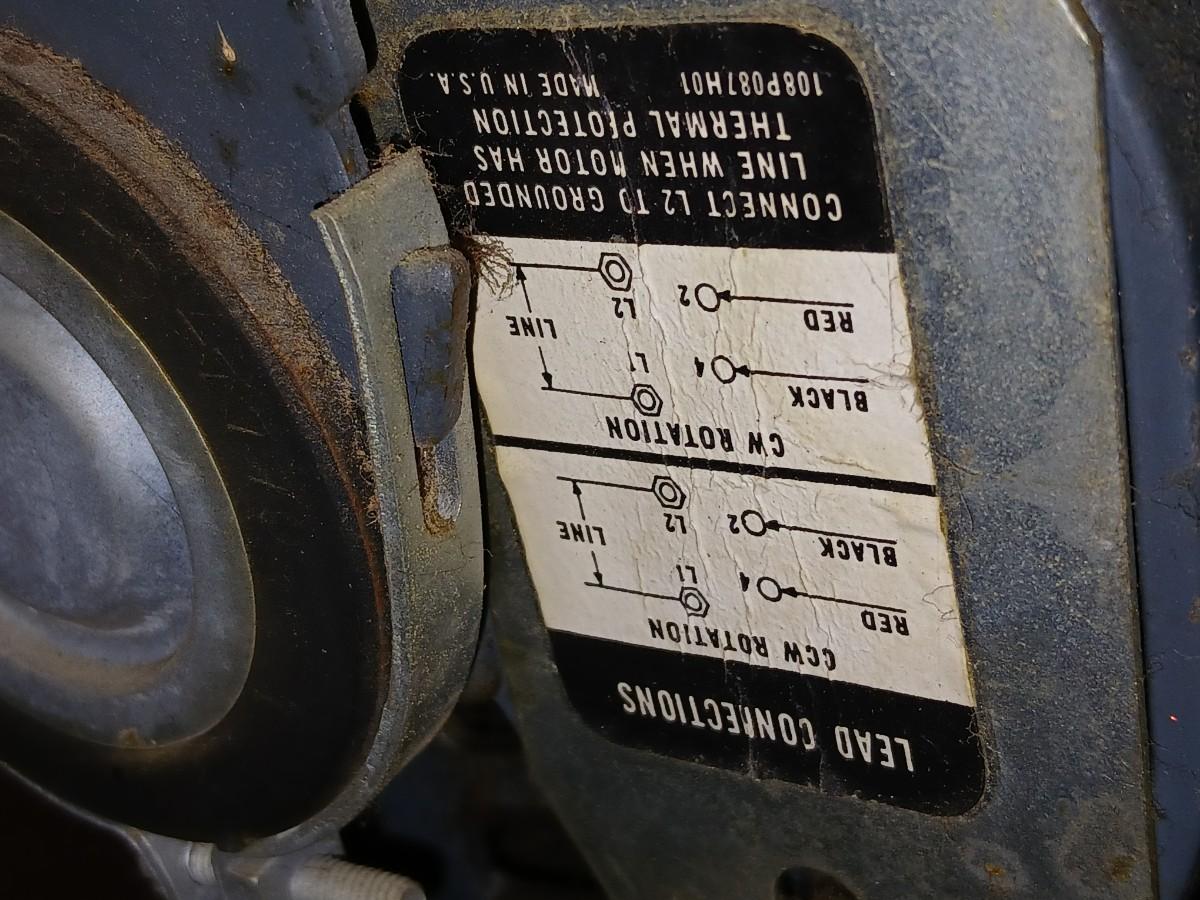 LEAD CONNECTIONS
CCW ROTATION
RED 4 L1
LINE
BLACK 2 L2
CW ROTATION
BLACK 4 L1
LINE
RED 2 L2
CONNECT L2 TO GROUNDED
LINE WHEN MOTOR HAS
THERMAL PROTECTION
108P087H01 MADE IN U.S.A.